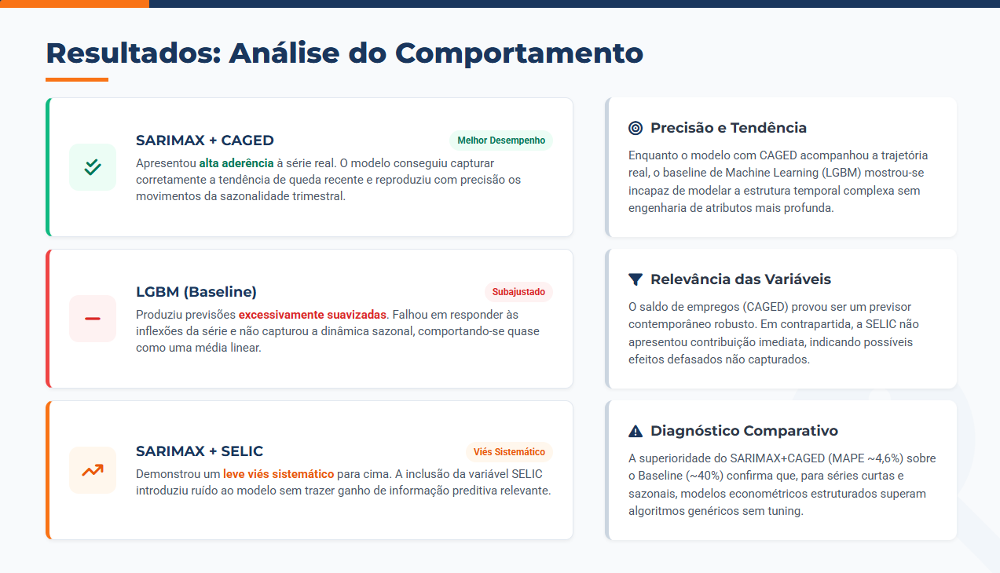 Resultados: Análise do Comportamento
SARIMAX + CAGED
Melhor Desempenho
Apresentou alta aderência à série real. O modelo conseguiu capturar
corretamente a tendência de queda recente e reproduziu com precisão os
movimentos da sazonalidade trimestral.
LGBM (Baseline)
Subajustado
Produziu previsões excessivamente suavizadas. Falhou em responder às
inflexões da série e não capturou a dinâmica sazonal, comportando-se quase
como uma média linear.
SARIMAX + SELIC
Viés Sistemático
Demonstrou um leve viés sistemático para cima. A inclusão da variável SELIC
introduziu ruído ao modelo sem trazer ganho de informação preditiva relevante.
Precisão e Tendência
Enquanto o modelo com CAGED acompanhou a trajetória
real, o baseline de Machine Learning (LGBM) mostrou-se
incapaz de modelar a estrutura temporal complexa sem
engenharia de atributos mais profunda.
Relevância das Variáveis
O saldo de empregos (CAGED) provou ser um previsor
contemporâneo robusto. Em contrapartida, a SELIC não
apresentou contribuição imediata, indicando possíveis
efeitos defasados não capturados.
Diagnóstico Comparativo
A superioridade do SARIMAX+CAGED (MAPE ~4,6%) sobre
o Baseline (~40%) confirma que, para séries curtas e
sazonais, modelos econométricos estruturados superam
algoritmos genéricos sem tuning.